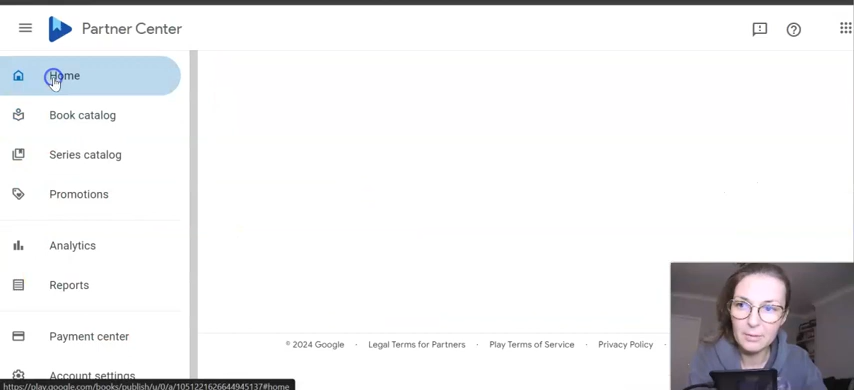 Partner Center
Home
Book catalog
Series catalog
Promotions
Analytics
Reports
Payment center
Account settings
© 2024 Google · Legal Terms for Partners · Play Terms of Service · Privacy Policy ·
https://play.google.com/books/publish/u/0/a/10512216266449451​37#home